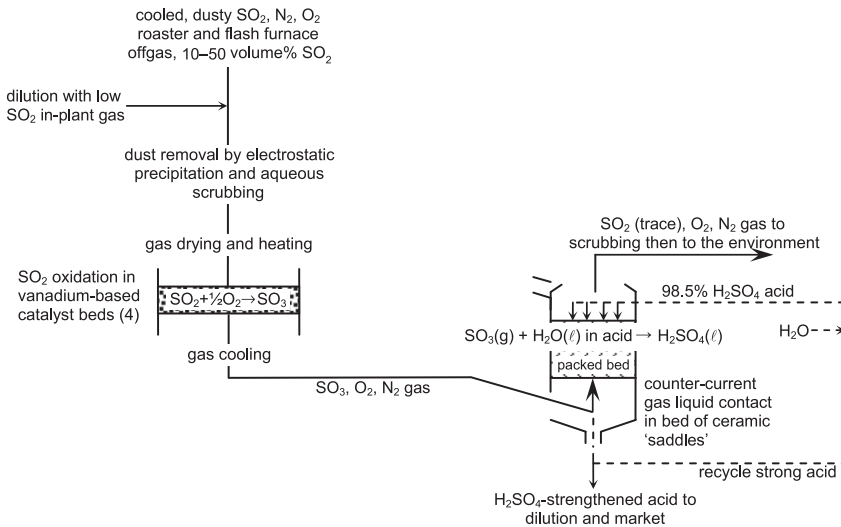 cooled, dusty SO₂, N₂, O₂
roaster and flash furnace
offgas, 10–50 volume% SO₂
dilution with low
SO₂ in-plant gas
dust removal by electrostatic
precipitation and aqueous
scrubbing
gas drying and heating
SO₂ oxidation in
vanadium-based
catalyst beds (4)
SO₂+½O₂→SO₃
gas cooling
SO₃, O₂, N₂ gas
SO₂ (trace), O₂, N₂ gas to
scrubbing then to the environment
98.5% H₂SO₄ acid
SO₃(g) + H₂O(ℓ) in acid → H₂SO₄(ℓ)
H₂O
packed bed
counter-current
gas liquid contact
in bed of ceramic
‘saddles’
recycle strong acid
H₂SO₄-strengthened acid to
dilution and market